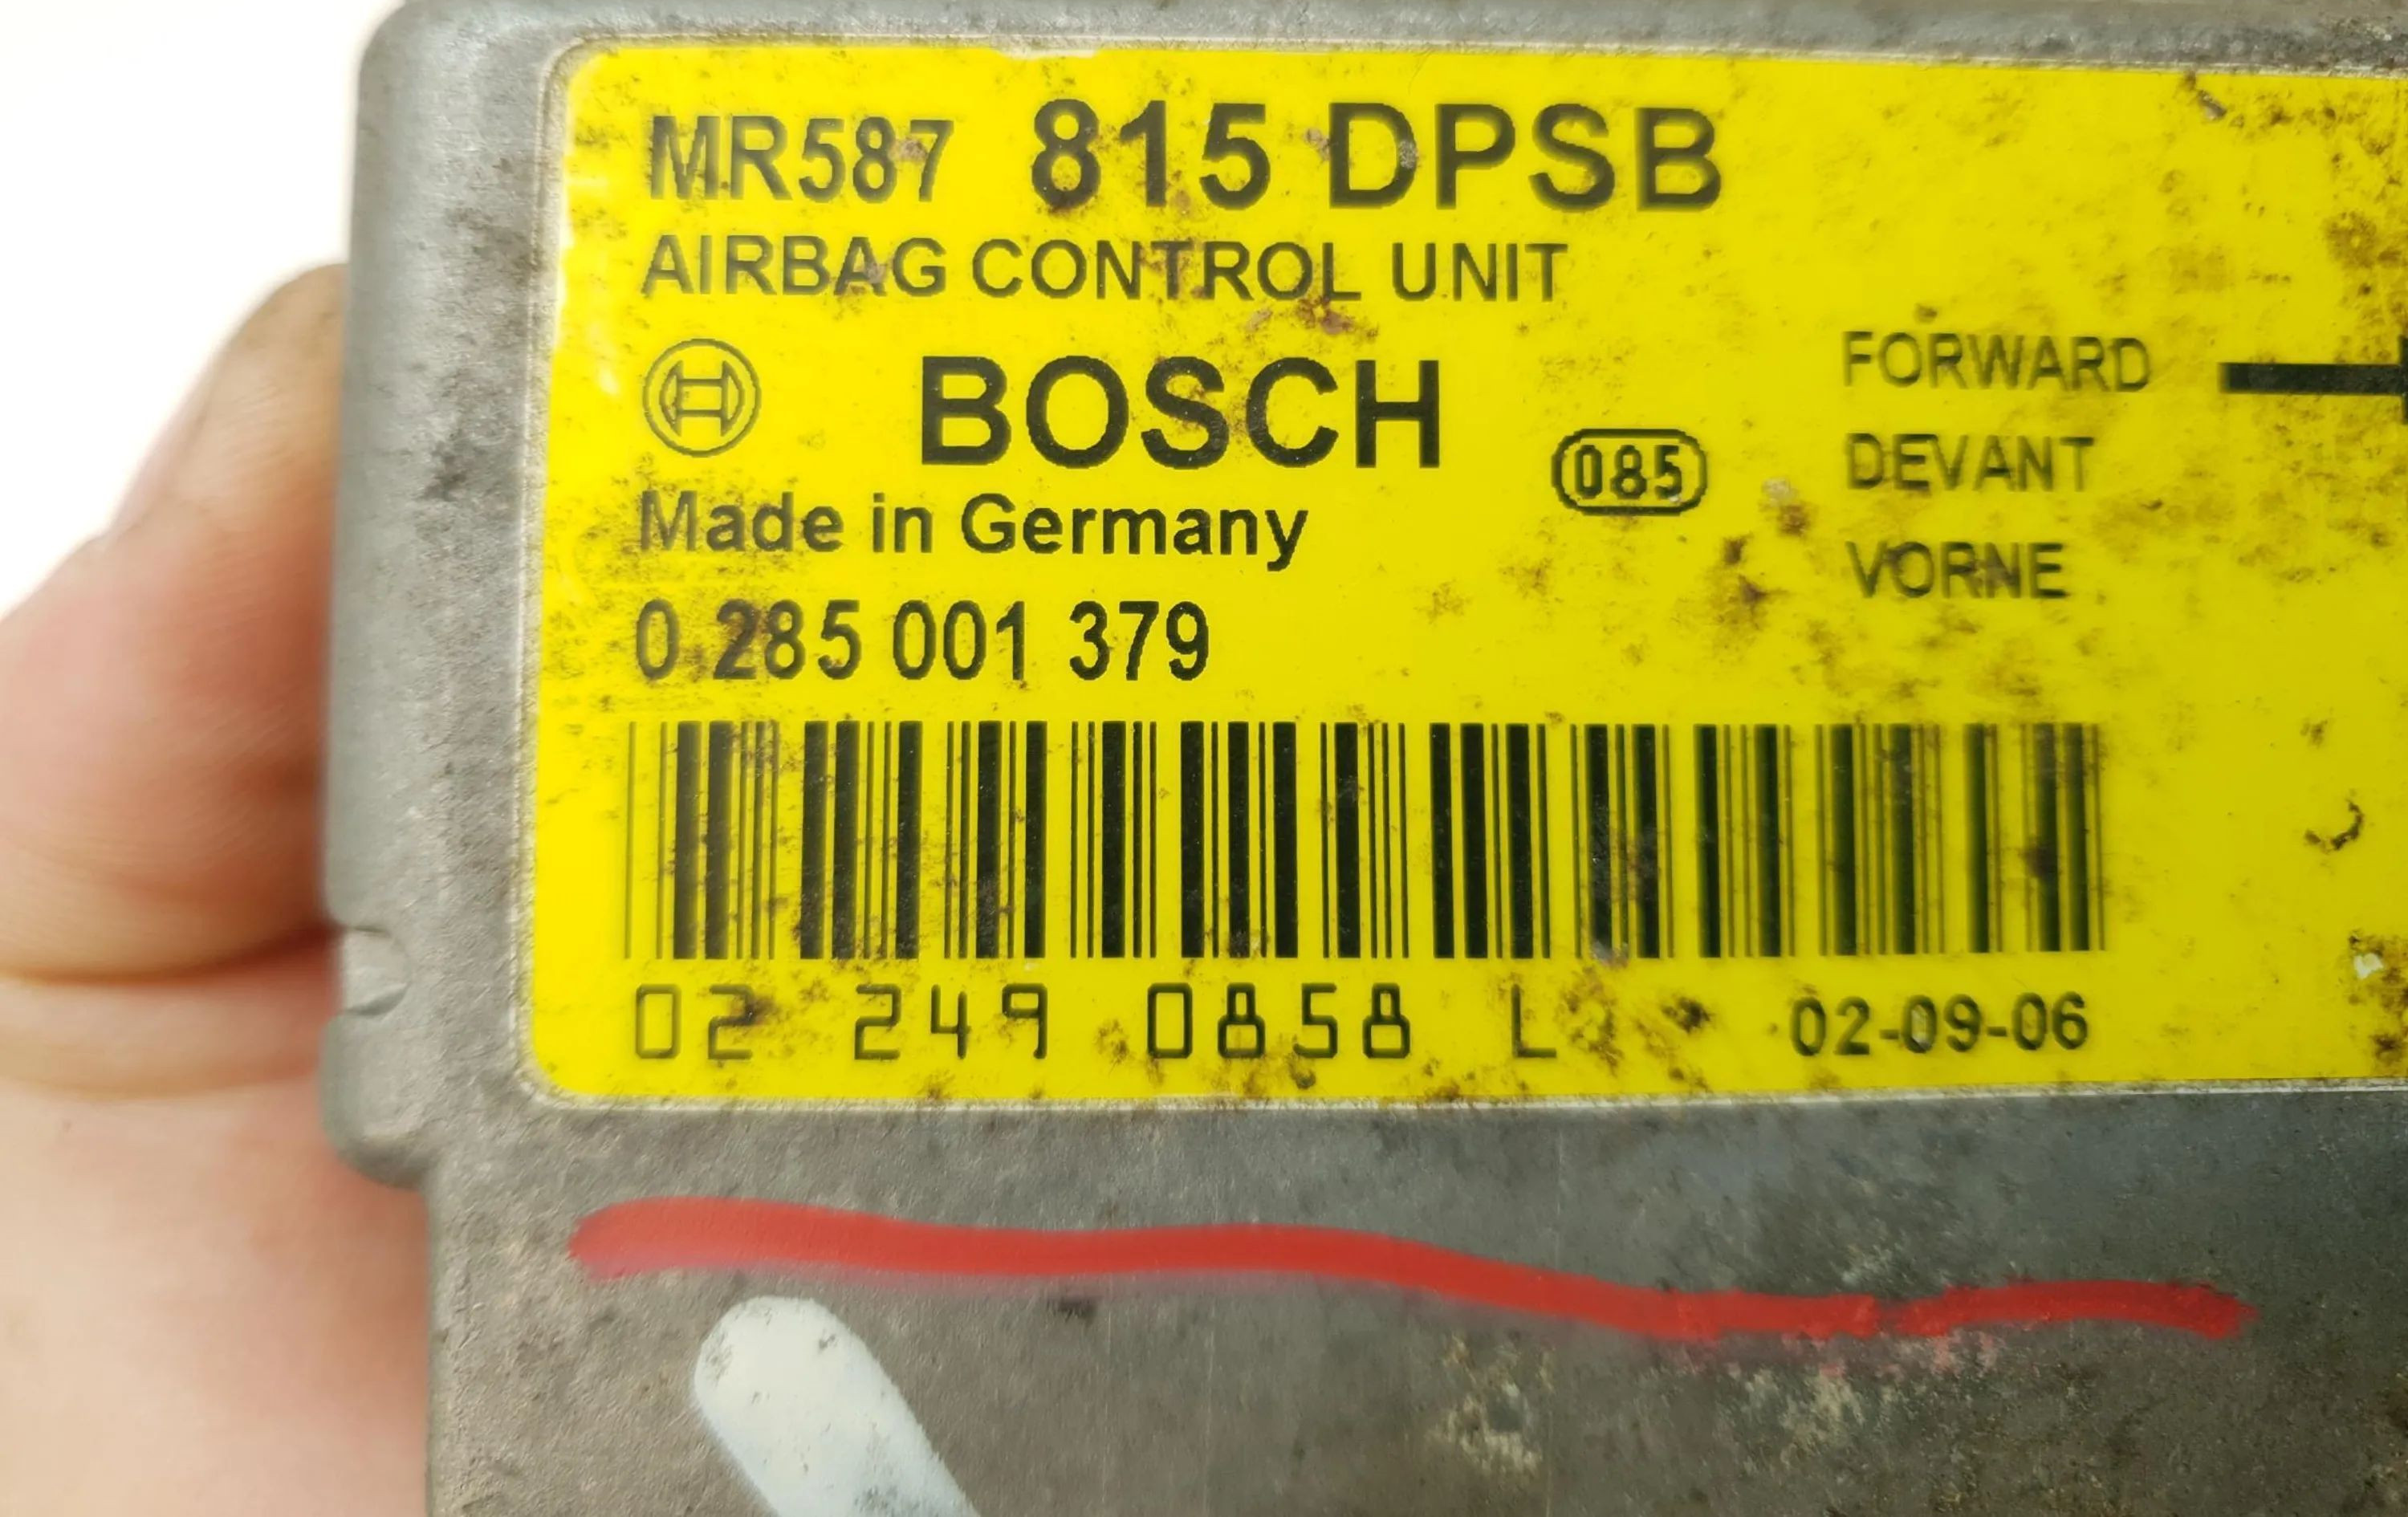 MR587 815 DPSB
AIRBAG CONTROL UNIT
BOSCH
085
Made in Germany
0 285 001 379
FORWARD
DEVANT
VORNE
02 249 0858 L 02-09-06